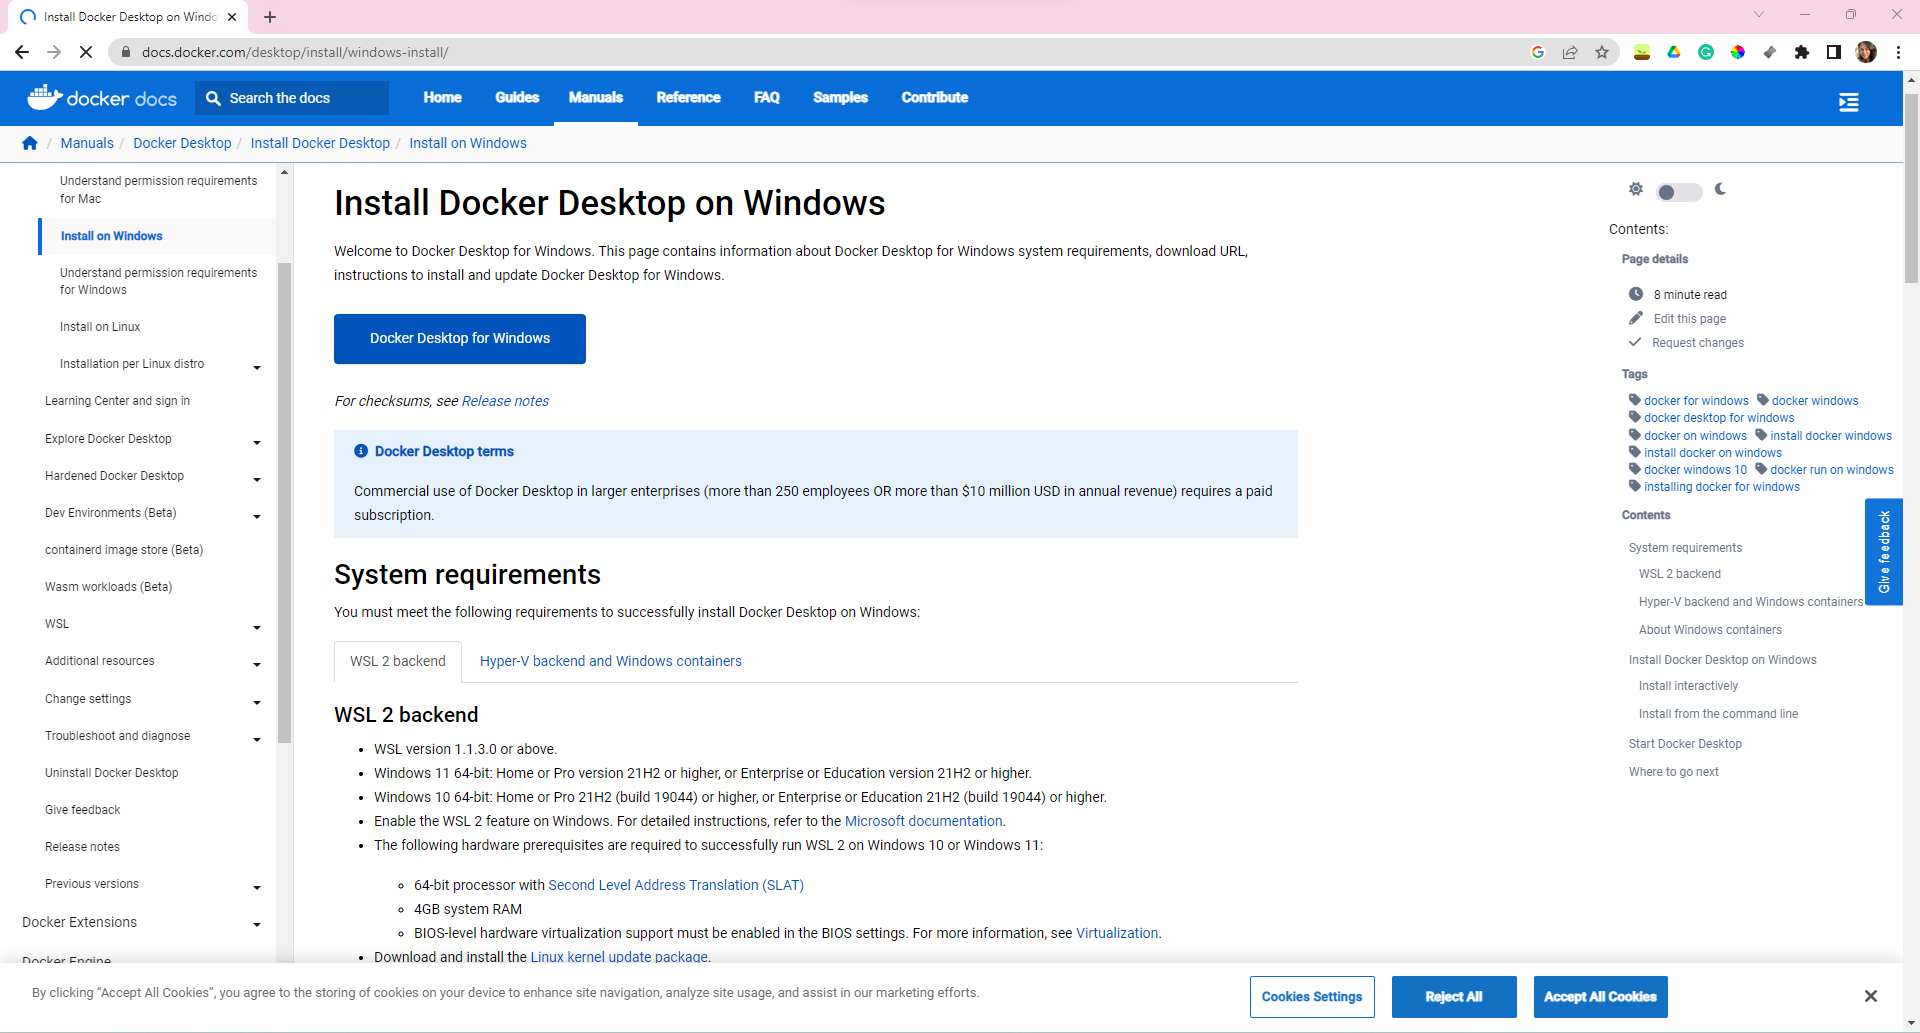 Install Docker Desktop on Windo
docs.docker.com/desktop/install/windows-install/
docker docs
Search the docs
Home Guides Manuals Reference FAQ Samples Contribute
/ Manuals / Docker Desktop / Install Docker Desktop / Install on Windows
Understand permission requirements
for Mac
Install on Windows
Understand permission requirements
for Windows
Install on Linux
Installation per Linux distro
Learning Center and sign in
Explore Docker Desktop
Hardened Docker Desktop
Dev Environments (Beta)
containerd image store (Beta)
Wasm workloads (Beta)
WSL
Additional resources
Change settings
Troubleshoot and diagnose
Uninstall Docker Desktop
Give feedback
Release notes
Previous versions
Docker Extensions
Docker Engine
Install Docker Desktop on Windows
Welcome to Docker Desktop for Windows. This page contains information about Docker Desktop for Windows system requirements, download URL,
instructions to install and update Docker Desktop for Windows.
Docker Desktop for Windows
For checksums, see Release notes
Docker Desktop terms
Commercial use of Docker Desktop in larger enterprises (more than 250 employees OR more than $10 million USD in annual revenue) requires a paid
subscription.
System requirements
You must meet the following requirements to successfully install Docker Desktop on Windows:
WSL 2 backend Hyper-V backend and Windows containers
WSL 2 backend
• WSL version 1.1.3.0 or above.
• Windows 11 64-bit: Home or Pro version 21H2 or higher, or Enterprise or Education version 21H2 or higher.
• Windows 10 64-bit: Home or Pro 21H2 (build 19044) or higher, or Enterprise or Education 21H2 (build 19044) or higher.
• Enable the WSL 2 feature on Windows. For detailed instructions, refer to the Microsoft documentation.
• The following hardware prerequisites are required to successfully run WSL 2 on Windows 10 or Windows 11:
◦ 64-bit processor with Second Level Address Translation (SLAT)
◦ 4GB system RAM
◦ BIOS-level hardware virtualization support must be enabled in the BIOS settings. For more information, see Virtualization.
• Download and install the Linux kernel update package.
Contents:
Page details
8 minute read
Edit this page
Request changes
Tags
docker for windows docker windows
docker desktop for windows
docker on windows install docker windows
install docker on windows
docker windows 10 docker run on windows
installing docker for windows
Contents
System requirements
WSL 2 backend
Hyper-V backend and Windows containers
About Windows containers
Install Docker Desktop on Windows
Install interactively
Install from the command line
Start Docker Desktop
Where to go next
Give feedback
By clicking “Accept All Cookies”, you agree to the storing of cookies on your device to enhance site navigation, analyze site usage, and assist in our marketing efforts.
Cookies Settings Reject All Accept All Cookies